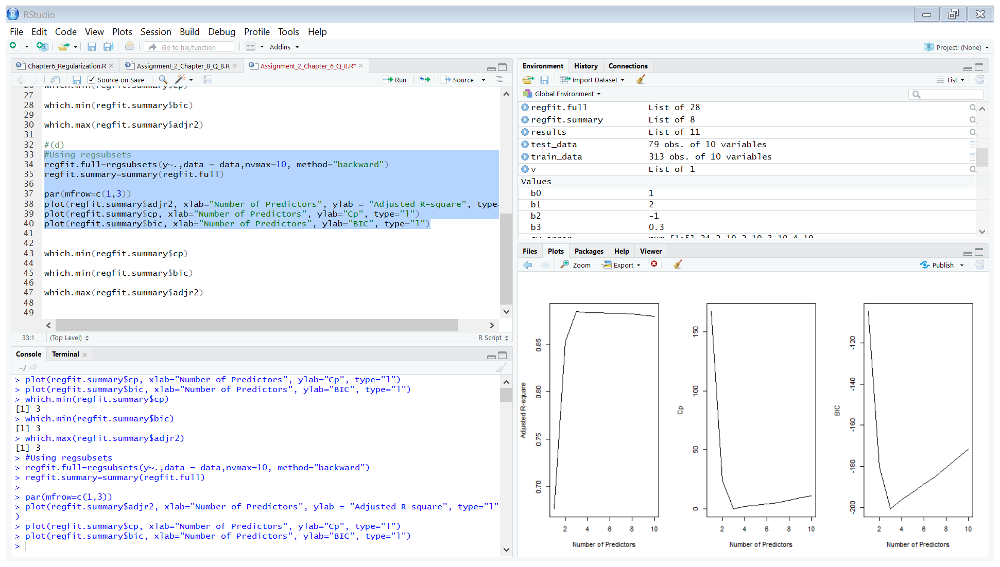 RStudio
File Edit Code View Plots Session Build Debug Profile Tools Help
Go to file/function Addins Project: (None)
Chapter6_Regularization.R Assignment_2_Chapter_8_Q_8.R Assignment_2_Chapter_6_Q_8.R*
Source on Save Run Source
26 which.min(regfit.summary$cp)
27
28 which.min(regfit.summary$bic)
29
30 which.max(regfit.summary$adjr2)
31
32 #(d)
33 #Using regsubsets
34 regfit.full=regsubsets(y~.,data = data,nvmax=10, method="backward")
35 regfit.summary=summary(regfit.full)
36
37 par(mfrow=c(1,3))
38 plot(regfit.summary$adjr2, xlab="Number of Predictors", ylab = "Adjusted R-square", type=
39 plot(regfit.summary$cp, xlab="Number of Predictors", ylab="Cp", type="l")
40 plot(regfit.summary$bic, xlab="Number of Predictors", ylab="BIC", type="l")
41
42
43 which.min(regfit.summary$cp)
44
45 which.min(regfit.summary$bic)
46
47 which.max(regfit.summary$adjr2)
48
49
33:1 (Top Level) R Script
Console Terminal
~/
> plot(regfit.summary$cp, xlab="Number of Predictors", ylab="Cp", type="l")
> plot(regfit.summary$bic, xlab="Number of Predictors", ylab="BIC", type="l")
> which.min(regfit.summary$cp)
[1] 3
> which.min(regfit.summary$bic)
[1] 3
> which.max(regfit.summary$adjr2)
[1] 3
> #Using regsubsets
> regfit.full=regsubsets(y~.,data = data,nvmax=10, method="backward")
> regfit.summary=summary(regfit.full)
>
> par(mfrow=c(1,3))
> plot(regfit.summary$adjr2, xlab="Number of Predictors", ylab = "Adjusted R-square", type="l"
)
> plot(regfit.summary$cp, xlab="Number of Predictors", ylab="Cp", type="l")
> plot(regfit.summary$bic, xlab="Number of Predictors", ylab="BIC", type="l")
>
Environment History Connections
Import Dataset List
Global Environment
regfit.full List of 28
regfit.summary List of 8
results List of 11
test_data 79 obs. of 10 variables
train_data 313 obs. of 10 variables
v List of 1
Values
b0 1
b1 2
b2 -1
b3 0.3
Files Plots Packages Help Viewer
Zoom Export Publish
Adjusted R-square
0.85
0.80
0.75
0.70
2 4 6 8 10
Number of Predictors
Cp
150
100
50
0
2 4 6 8 10
Number of Predictors
BIC
-120
-140
-160
-180
-200
2 4 6 8 10
Number of Predictors